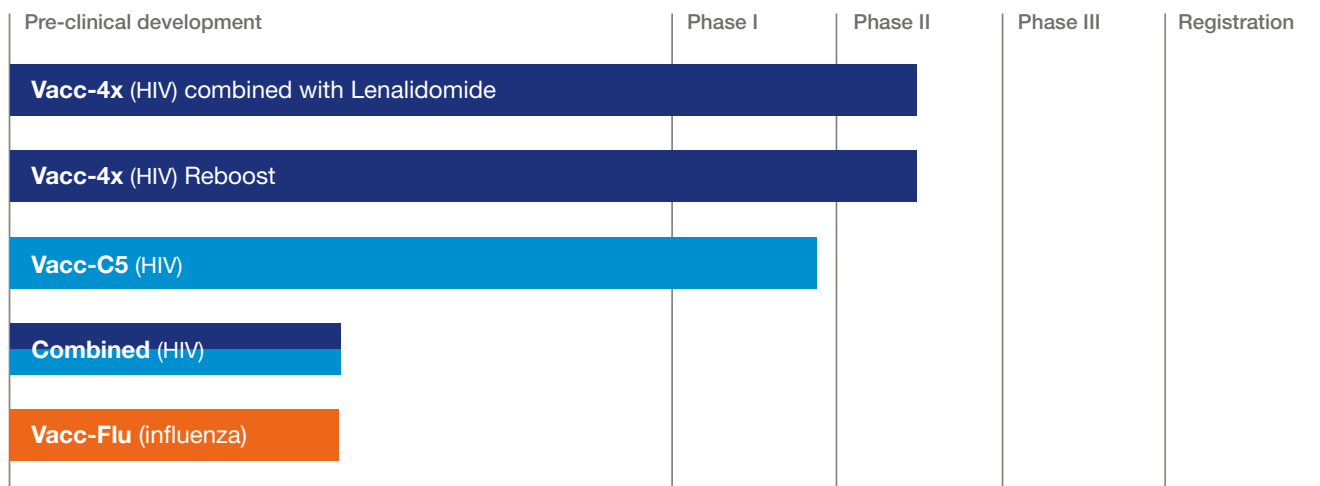 Pre-clinical development Phase I Phase II Phase III Registration
Vacc-4x (HIV) combined with Lenalidomide
Vacc-4x (HIV) Reboost
Vacc-C5 (HIV)
Combined (HIV)
Vacc-Flu (influenza)